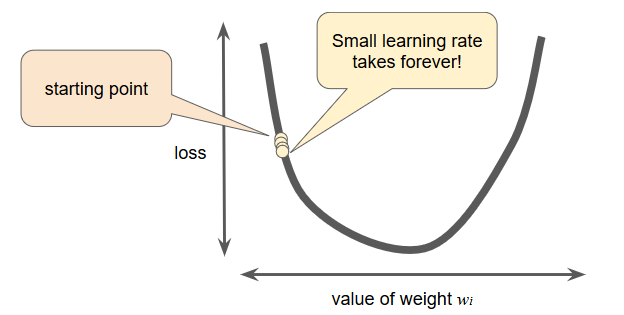 Small learning rate
takes forever!
starting point
loss
value of weight wi